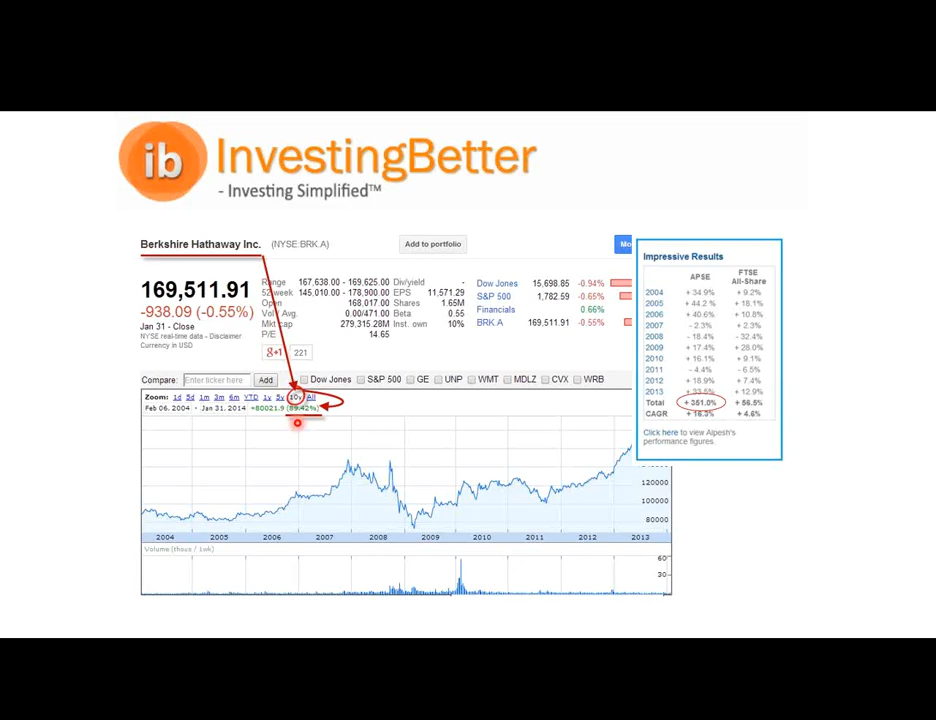 ib InvestingBetter
- Investing Simplified™
Berkshire Hathaway Inc. (NYSE:BRK.A) Add to portfolio
169,511.91
-938.09 (-0.55%)
Jan 31 - Close
NYSE real-time data - Disclaimer
Currency in USD
Range 167,638.00 - 169,625.00
52 week 145,010.00 - 178,900.00
Open 168,017.00
Vol / Avg. 0.00/471.00
Mkt cap 279,315.28M
P/E 14.65
Div/yield -
EPS 11,571.29
Shares 1.65M
Beta 0.55
Inst. own 10%
Dow Jones 15,698.85 -0.94%
S&P 500 1,782.59 -0.65%
Financials 0.66%
BRK.A 169,511.91 -0.55%
g+1 221
Impressive Results
APSE FTSE All-Share
2004 + 34.9% + 9.2%
2005 + 44.2 % + 18.1%
2006 + 40.6% + 10.8%
2007 - 2.3% + 2.3%
2008 - 18.4% - 32.4%
2009 + 17.4% + 28.0%
2010 + 16.1% + 9.1%
2011 - 4.4% - 6.5%
2012 + 18.9% + 7.4%
2013 + 12.9%
Total + 351.0% + 56.5%
CAGR + 16.3% + 4.6%
Click here to view Alpesh's
performance figures.
Compare: Enter ticker here Add Dow Jones S&P 500 GE UNP WMT MDLZ CVX WRB
Zoom: 1d 5d 1m 3m 6m YTD 1y 5y 10y All
Feb 06, 2004 - Jan 31, 2014 +80021.9 (89.42%)
120000
100000
80000
2004 2005 2006 2007 2008 2009 2010 2011 2012 2013
Volume (thous / 1wk)
60
30